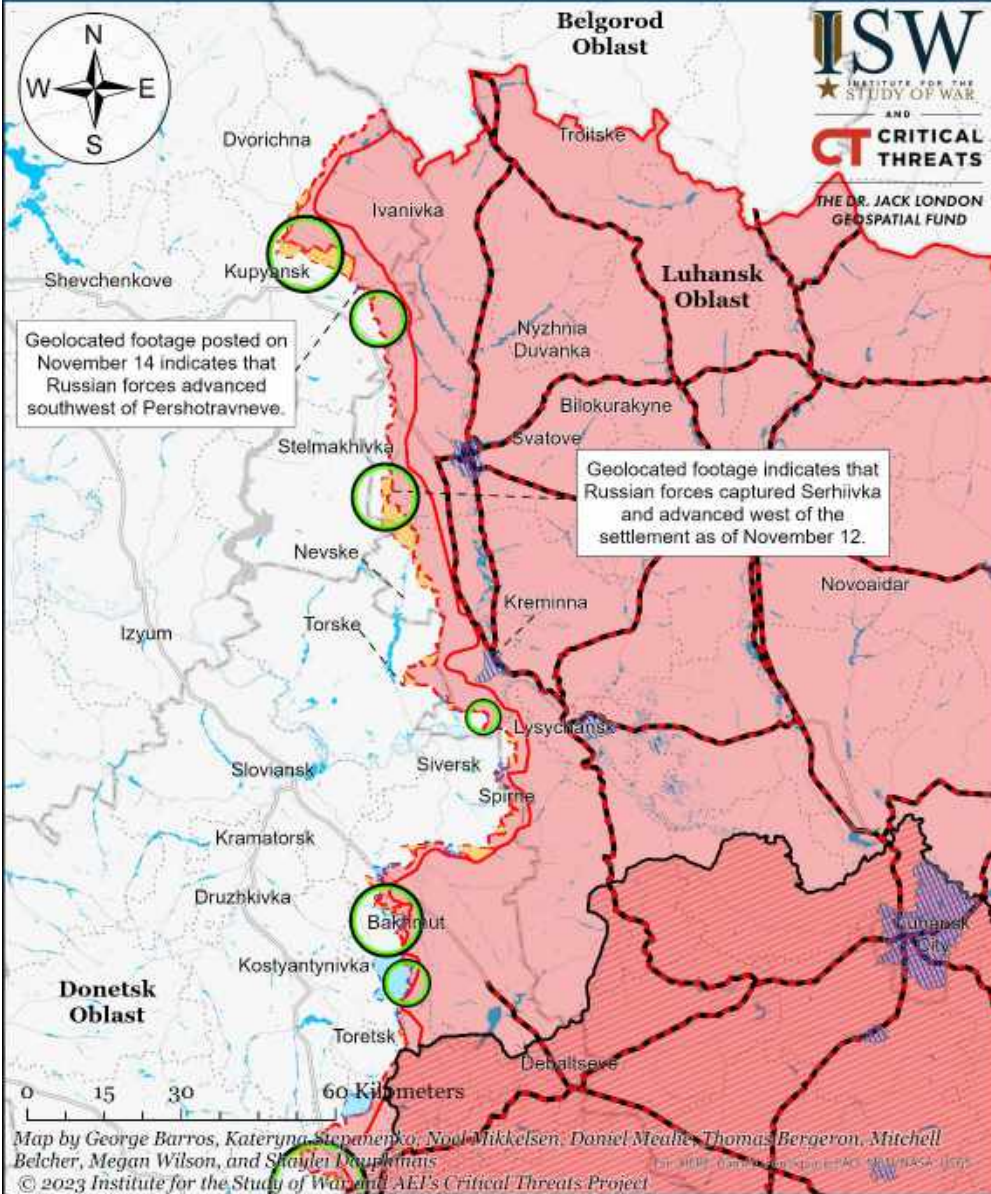 Belgorod
Oblast
N
W
E
S
ISW
INSTITUTE FOR THE
STUDY OF WAR
AND
CT CRITICAL
THREATS
THE DR. JACK LONDON
GEOSPATIAL FUND
Dvorichna
Troitske
Ivanivka
Kupyansk
Shevchenkove
Luhansk
Oblast
Geolocated footage posted on
November 14 indicates that
Russian forces advanced
southwest of Pershotravneve.
Nyzhnia
Duvanka
Bilokurakyne
Stelmakhivka
Svatove
Geolocated footage indicates that
Russian forces captured Serhiivka
and advanced west of the
settlement as of November 12.
Nevske
Novoaidar
Kreminna
Torske
Izyum
Lysychansk
Siversk
Sloviansk
Spirne
Kramatorsk
Druzhkivka
Bakhmut
Luhansk
City
Kostyantynivka
Donetsk
Oblast
Toretsk
Debaltseve
0 15 30 60 Kilometers
Map by George Barros, Kateryna Stepanenko, Noel Mikkelsen, Daniel Mealie, Thomas Bergeron, Mitchell
Belcher, Megan Wilson, and Shaylei Dauphinais
© 2023 Institute for the Study of War and AEI's Critical Threats Project